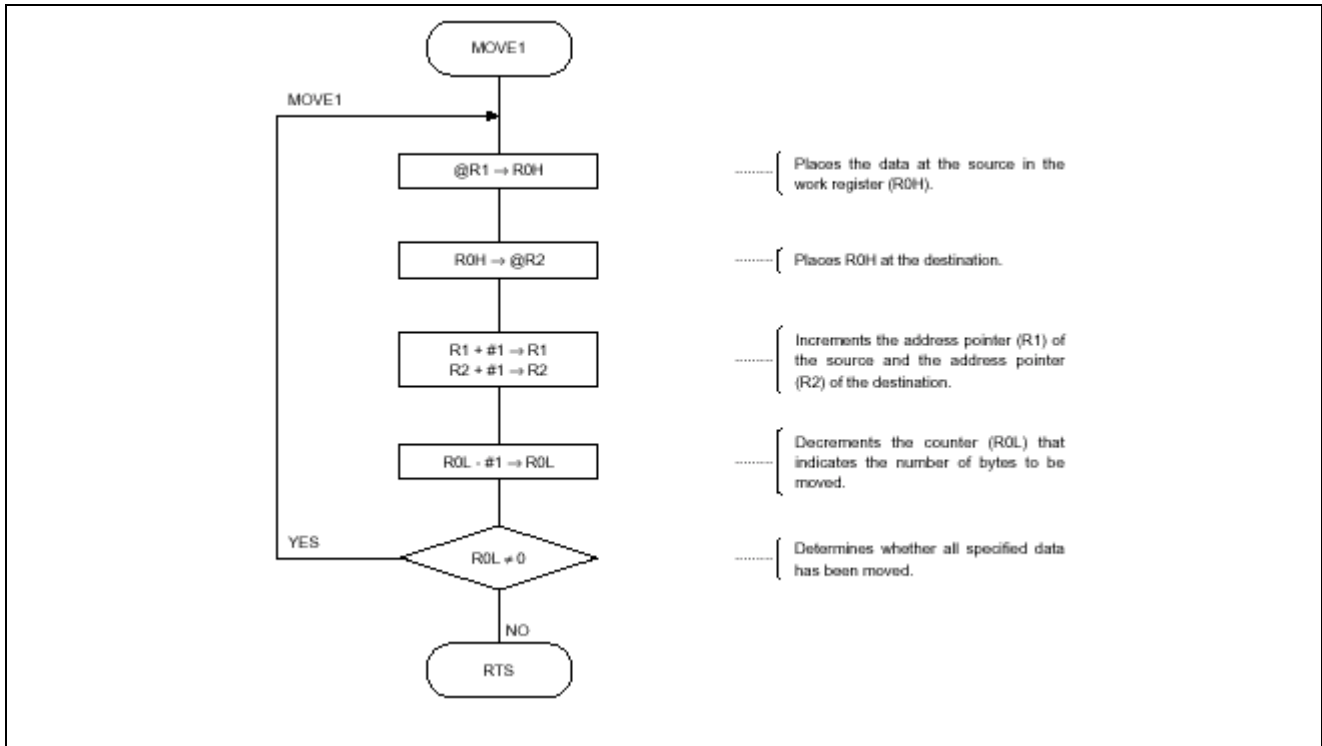 MOVE1
MOVE1
@R1 → R0H
Places the data at the source in the
work register (R0H).
R0H → @R2
Places R0H at the destination.
R1 + #1 → R1
R2 + #1 → R2
Increments the address pointer (R1) of
the source and the address pointer
(R2) of the destination.
R0L - #1 → R0L
Decrements the counter (R0L) that
indicates the number of bytes to be
moved.
YES
R0L ≠ 0
Determines whether all specified data
has been moved.
NO
RTS